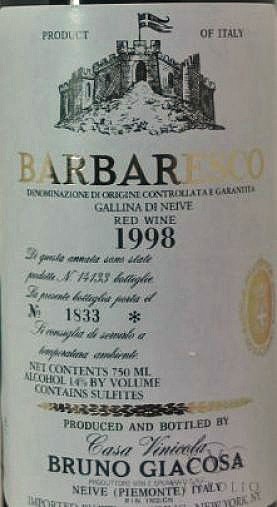 PRODUCT OF ITALY
BARBARESCO
DENOMINAZIONE DI ORIGINE CONTROLLATA E GARANTITA
GALLINA DI NEIVE
RED WINE
1998
Di questa annata sono state
prodotte N. 14133 bottiglie.
La presente bottiglia porta il
№ 1833 *
Si consiglia di servirlo a
temperatura ambiente.
NET CONTENTS 750 ML
ALCOHOL 14% BY VOLUME
CONTAINS SULFITES
PRODUCED AND BOTTLED BY
Casa Vinicola
BRUNO GIACOSA
NEIVE (PIEMONTE) ITALY
NEW YORK, NY.